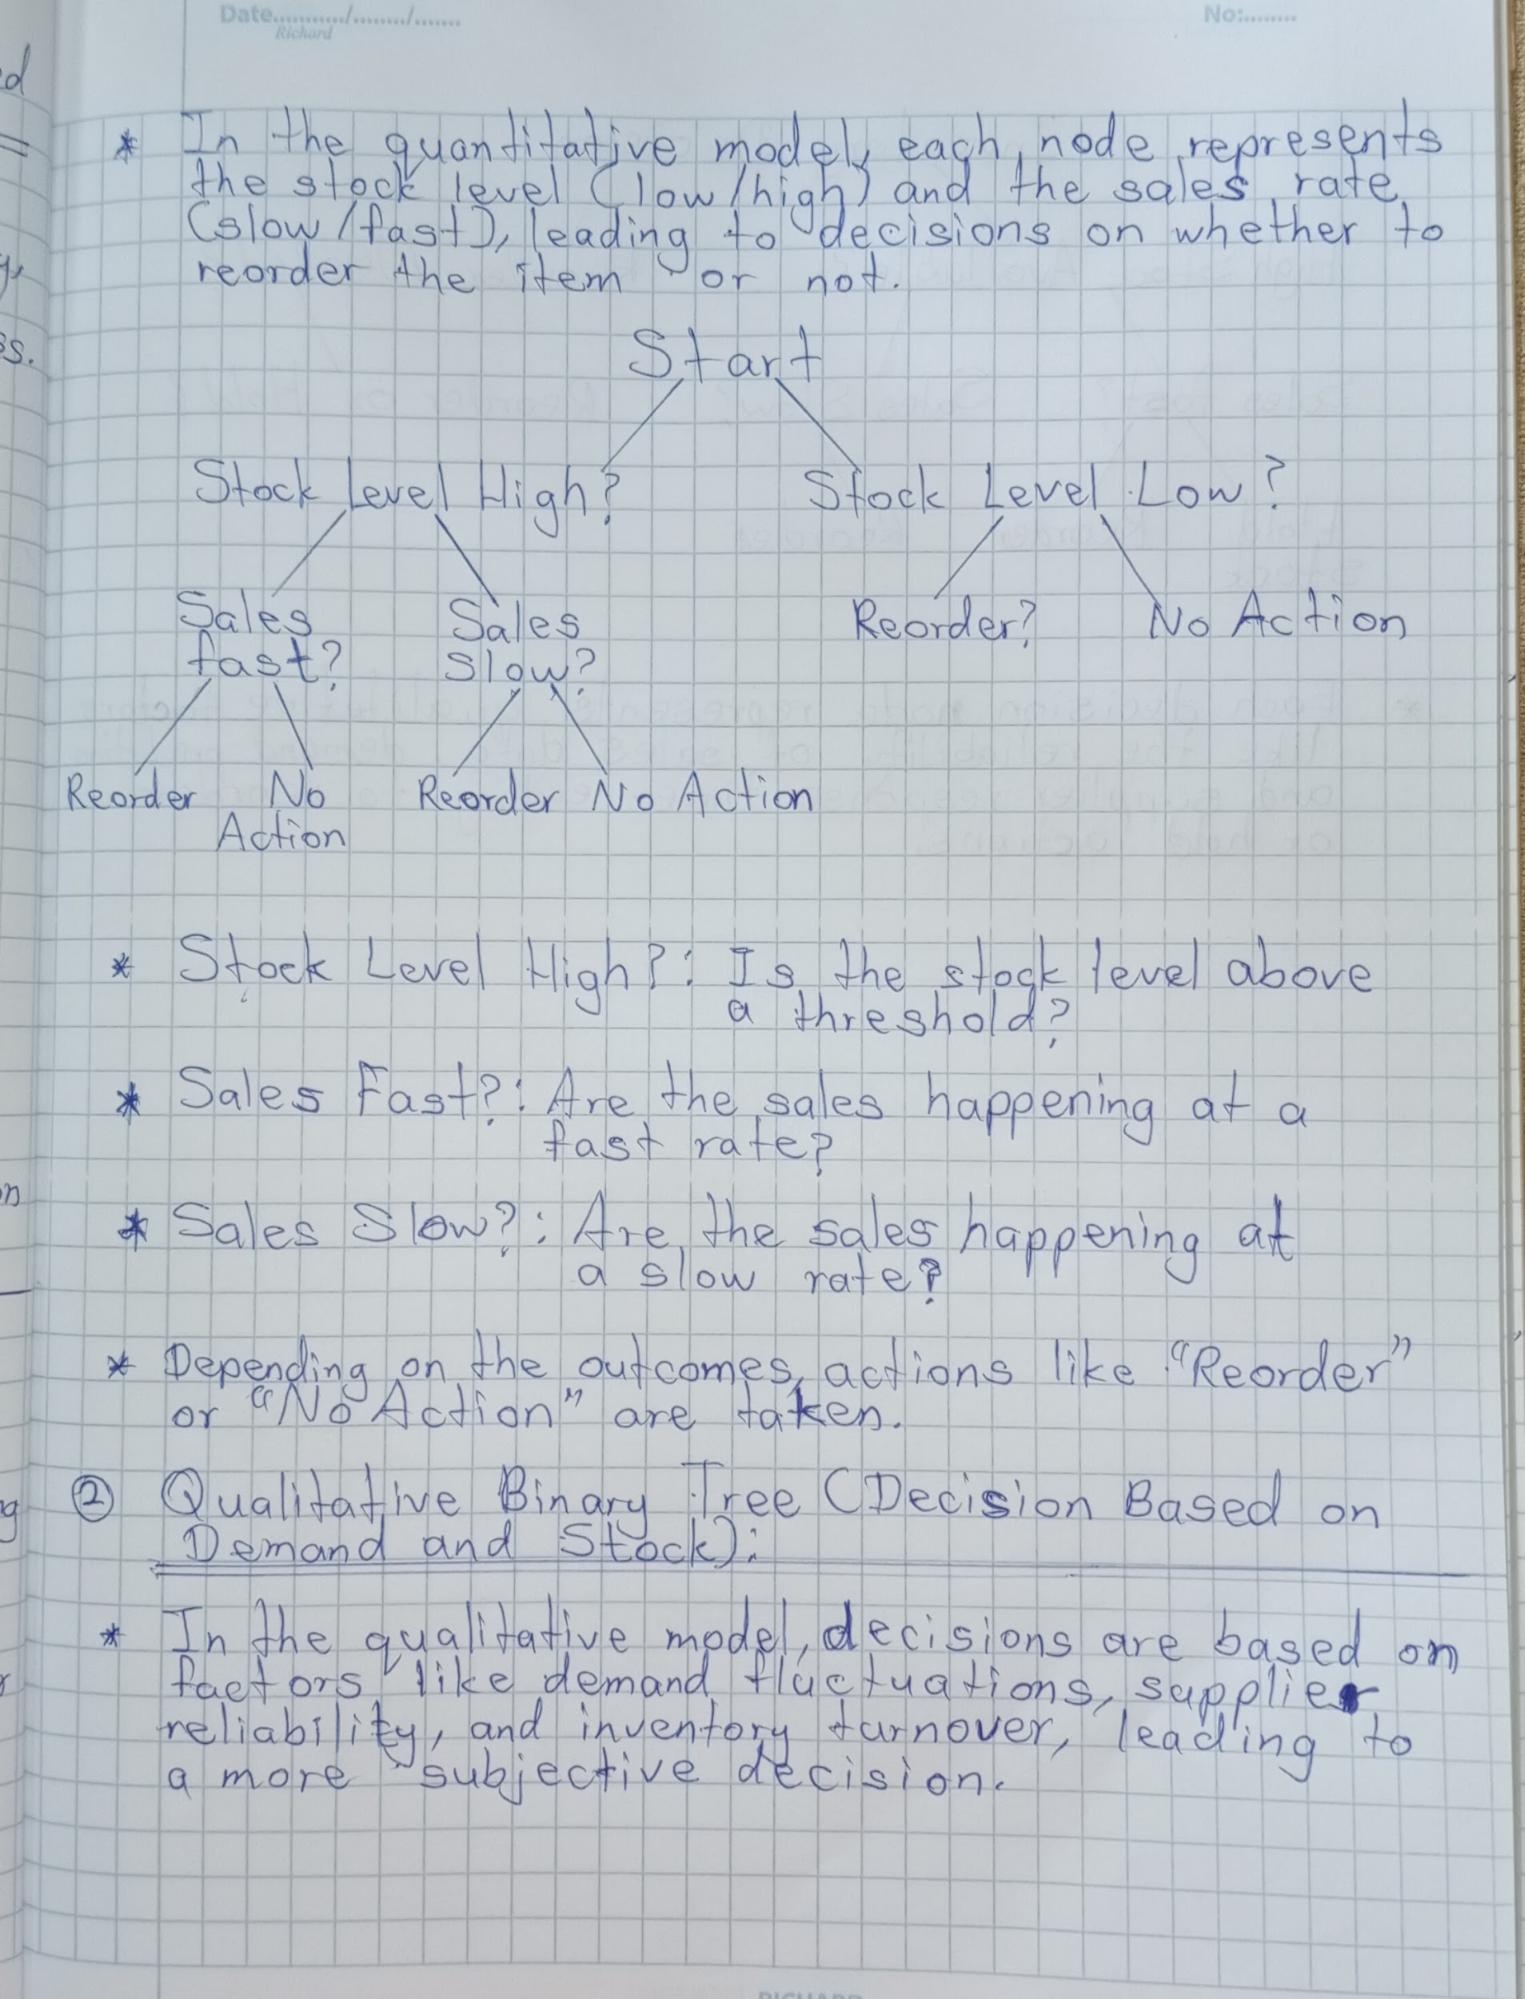 Date.........../......../.......
Richard
No:........
* In the quantitative model, each node represents
the stock level (low/high) and the sales rate
(slow/fast), leading to decisions on whether to
reorder the item or not.
Start
Stock Level High? Stock Level Low?
Sales fast? Sales Slow? Reorder? No Action
Reorder No Action Reorder No Action
* Stock Level High?: Is the stock level above
a threshold?
* Sales Fast?: Are the sales happening at a
fast rate?
* Sales Slow?: Are the sales happening at
a slow rate?
* Depending on the outcomes, actions like "Reorder"
or "No Action" are taken.
② Qualitative Binary Tree (Decision Based on
Demand and Stock):
* In the qualitative model, decisions are based on
factors like demand fluctuations, supplier
reliability, and inventory turnover, leading to
a more subjective decision.